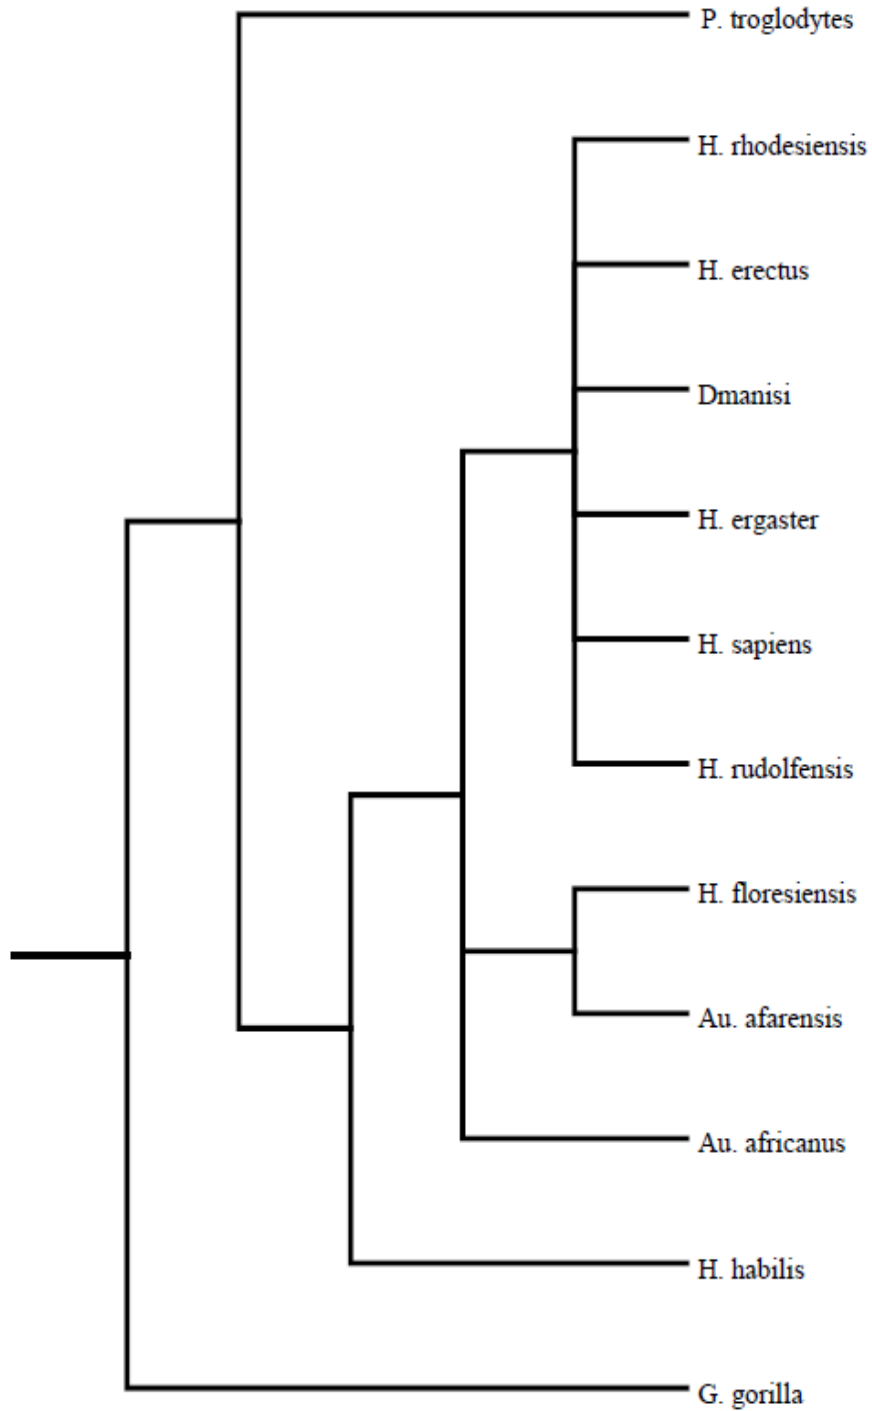 P. troglodytes
H. rhodesiensis
H. erectus
Dmanisi
H. ergaster
H. sapiens
H. rudolfensis
H. floresiensis
Au. afarensis
Au. africanus
H. habilis
G. gorilla